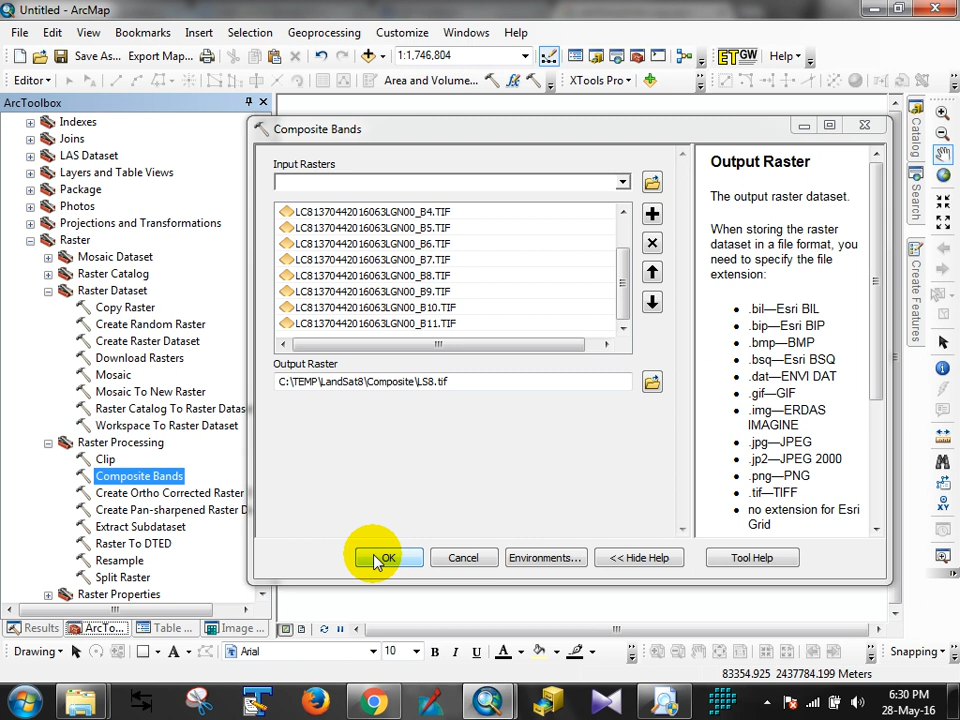 Untitled - ArcMap
File Edit View Bookmarks Insert Selection Geoprocessing Customize Windows Help
Save As... Export Map... 1:1,746,804 ETGW Help
Editor Area and Volume... XTools Pro
ArcToolbox
Indexes
Joins
LAS Dataset
Layers and Table Views
Package
Photos
Projections and Transformations
Raster
Mosaic Dataset
Raster Catalog
Raster Dataset
Copy Raster
Create Random Raster
Create Raster Dataset
Download Rasters
Mosaic
Mosaic To New Raster
Raster Catalog To Raster Datas
Workspace To Raster Dataset
Raster Processing
Clip
Composite Bands
Create Ortho Corrected Raster
Create Pan-sharpened Raster D
Extract Subdataset
Raster To DTED
Resample
Split Raster
Raster Properties
Results ArcTo... Table ... Image ...
Composite Bands
Input Rasters
LC81370442016063LGN00_B4.TIF
LC81370442016063LGN00_B5.TIF
LC81370442016063LGN00_B6.TIF
LC81370442016063LGN00_B7.TIF
LC81370442016063LGN00_B8.TIF
LC81370442016063LGN00_B9.TIF
LC81370442016063LGN00_B10.TIF
LC81370442016063LGN00_B11.TIF
Output Raster
C:\TEMP\LandSat8\Composite\LS8.tif
OK Cancel Environments... << Hide Help Tool Help
Output Raster
The output raster dataset.
When storing the raster
dataset in a file format, you
need to specify the file
extension:
.bil—Esri BIL
.bip—Esri BIP
.bmp—BMP
.bsq—Esri BSQ
.dat—ENVI DAT
.gif—GIF
.img—ERDAS
IMAGINE
.jpg—JPEG
.jp2—JPEG 2000
.png—PNG
.tif—TIFF
no extension for Esri
Grid
Catalog
Search
Create Features
Drawing A Arial 10 B I U A Snapping
83354.925 2437784.199 Meters
6:30 PM
28-May-16